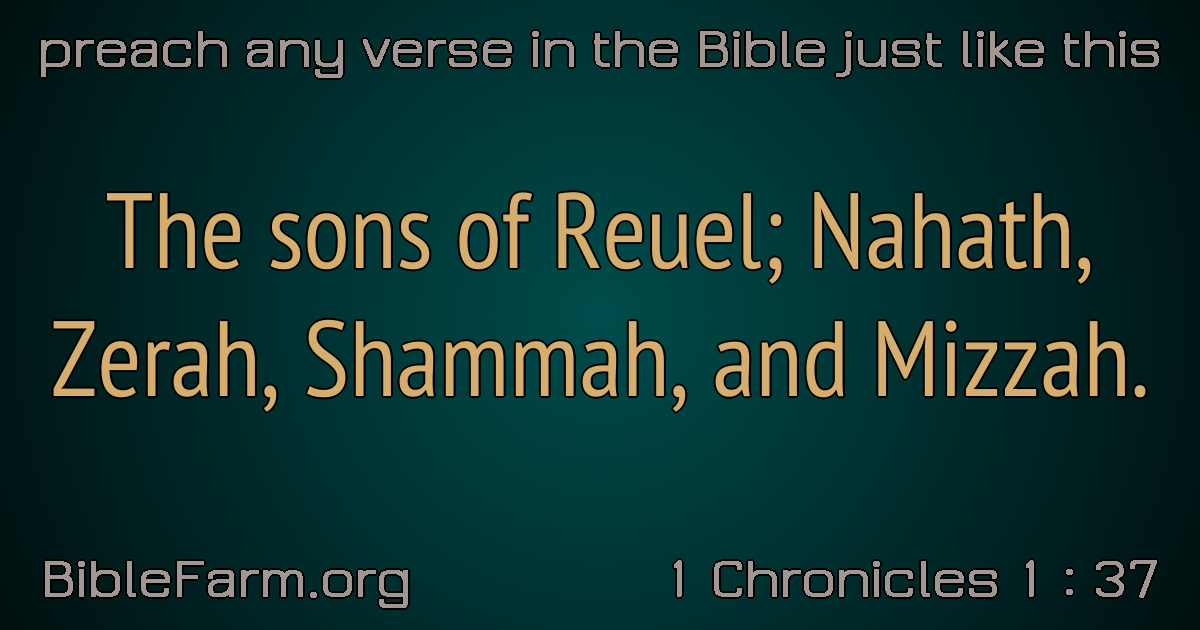 preach any verse in the Bible just like this
The sons of Reuel; Nahath,
Zerah, Shammah, and Mizzah.
BibleFarm.org
1 Chronicles 1 : 37